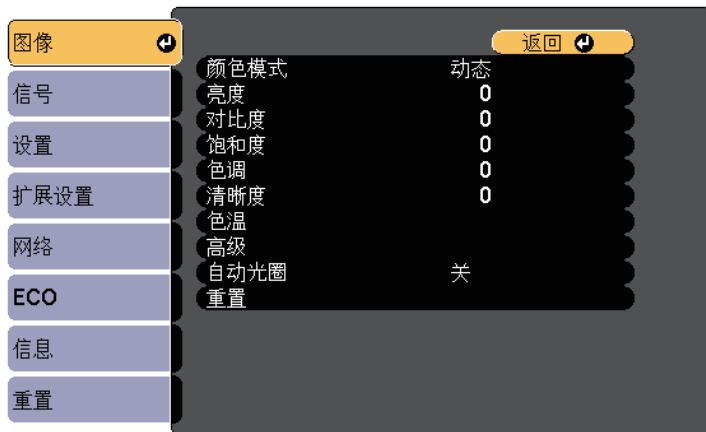 图像
信号
设置
扩展设置
网络
ECO
信息
重置
返回
颜色模式 动态
亮度 0
对比度 0
饱和度 0
色调 0
清晰度 0
色温
高级
自动光圈 关
重置